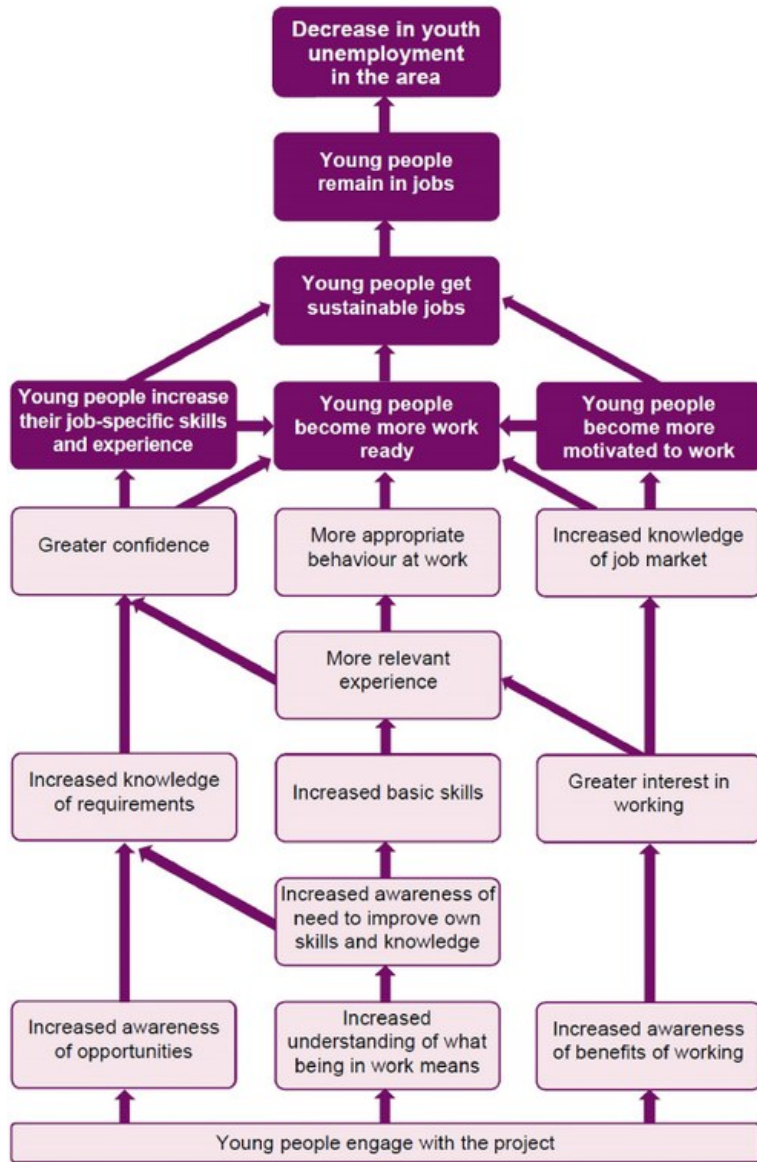 Decrease in youth
unemployment
in the area
Young people
remain in jobs
Young people get
sustainable jobs
Young people increase
their job-specific skills
and experience
Young people
become more work
ready
Young people
become more
motivated to work
Greater confidence
More appropriate
behaviour at work
Increased knowledge
of job market
More relevant
experience
Increased knowledge
of requirements
Increased basic skills
Greater interest in
working
Increased awareness of
need to improve own
skills and knowledge
Increased awareness
of opportunities
Increased
understanding of what
being in work means
Increased awareness
of benefits of working
Young people engage with the project